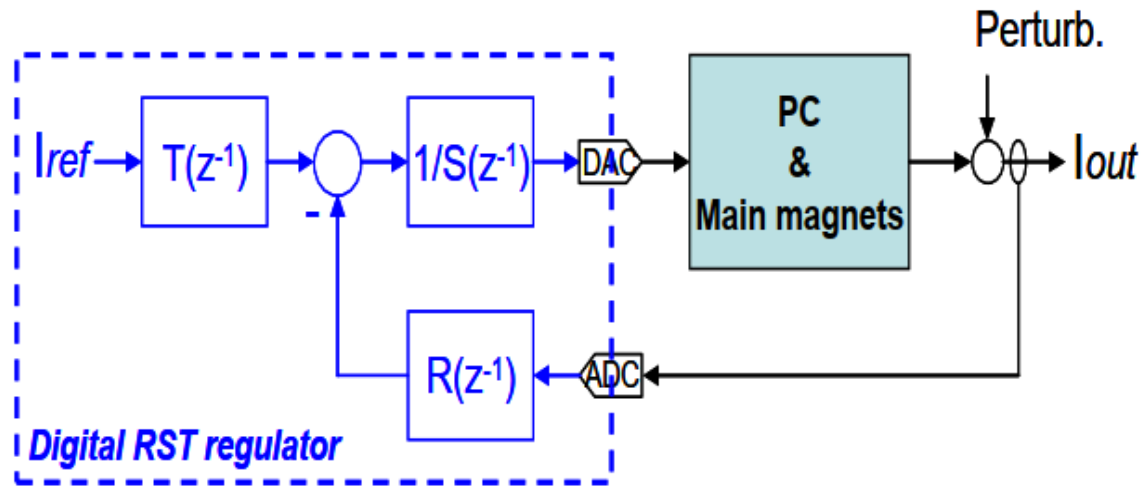 Perturb.
PC
&
Main magnets
Iref
T(z⁻¹)
1/S(z⁻¹)
DAC
Iout
-
R(z⁻¹)
ADC
Digital RST regulator